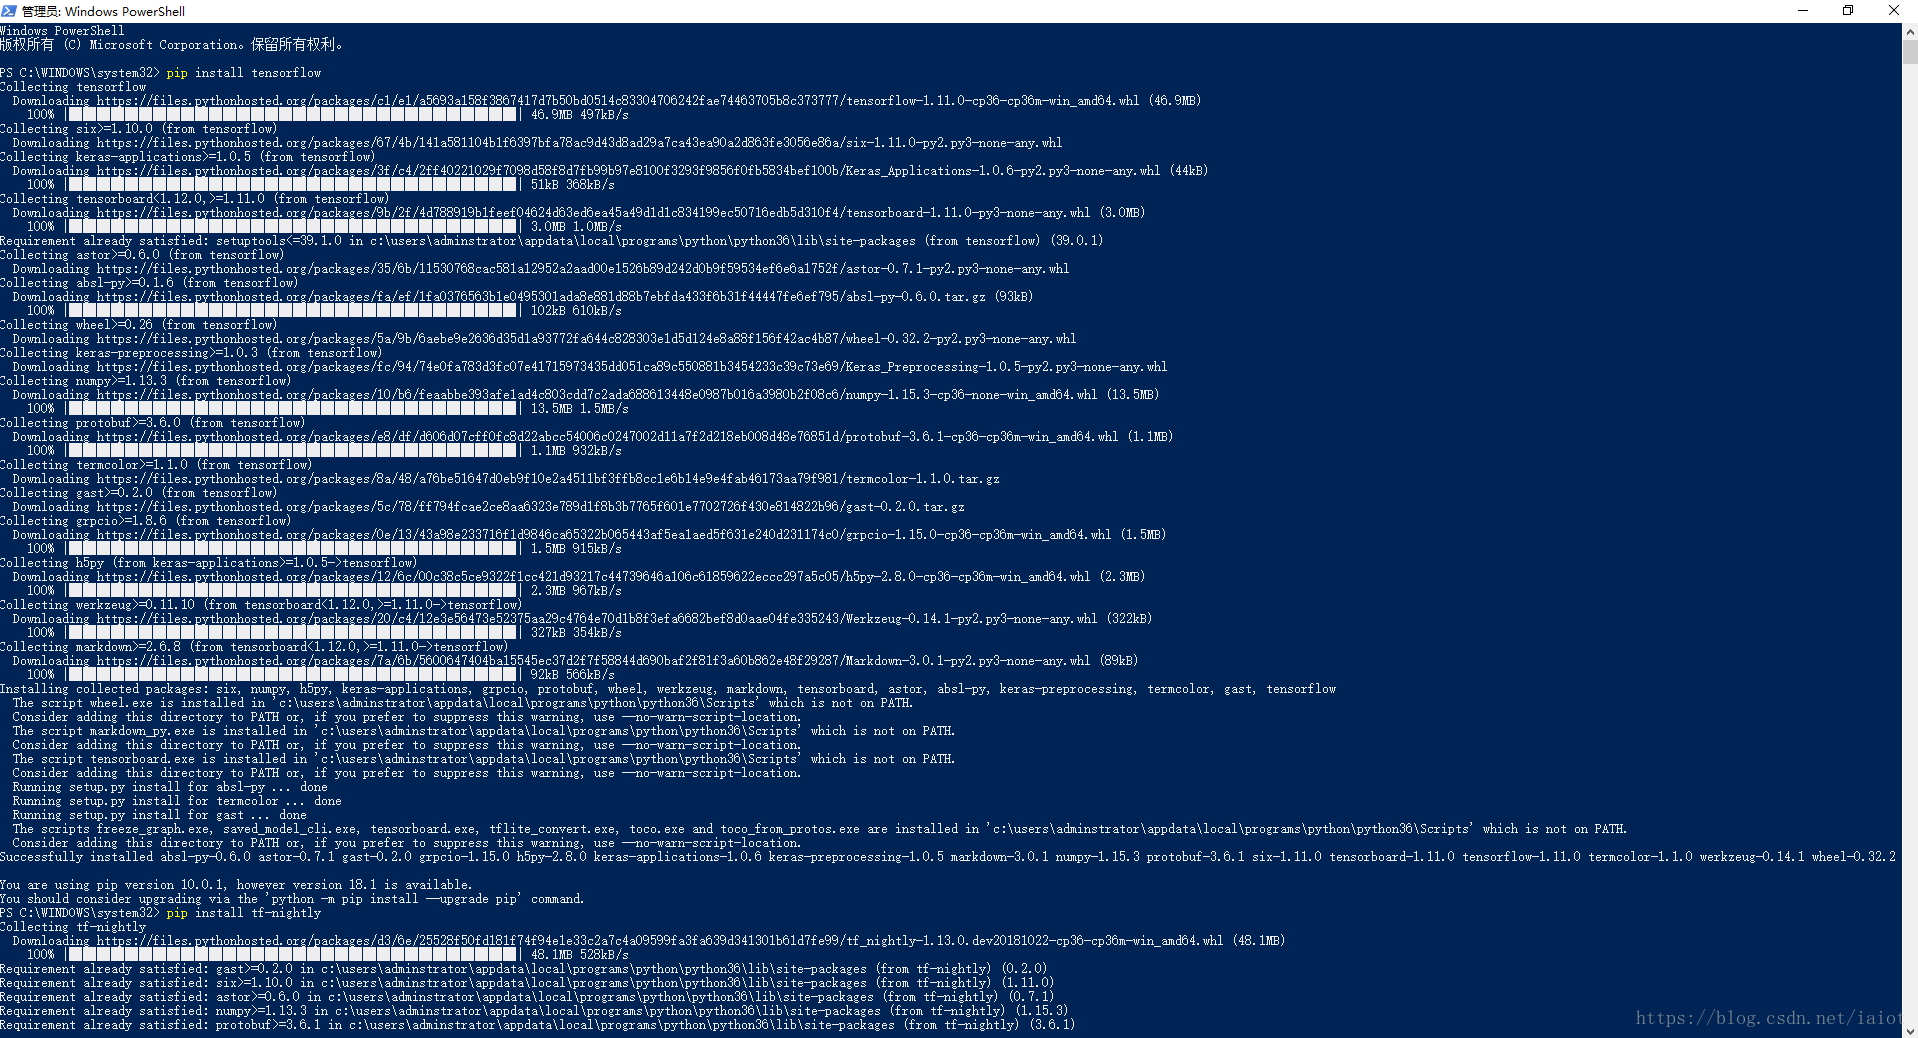 管理员: Windows PowerShell
Windows PowerShell
版权所有 (C) Microsoft Corporation。保留所有权利。
PS C:\WINDOWS\system32> pip install tensorflow
Collecting tensorflow
Downloading https://files.pythonhosted.org/packages/c1/e1/a5693a158f3867417d7b50bd0514c83304706242fae74463705b8c373777/tensorflow-1.11.0-cp36-cp36m-win_amd64.whl (46.9MB)
100% |████████████████████████████████| 46.9MB 497kB/s
Collecting six>=1.10.0 (from tensorflow)
Downloading https://files.pythonhosted.org/packages/67/4b/141a581104b1f6397bfa78ac9d43d8ad29a7ca43ea90a2d863fe3056e86a/six-1.11.0-py2.py3-none-any.whl
Collecting keras-applications>=1.0.5 (from tensorflow)
Downloading https://files.pythonhosted.org/packages/3f/c4/2ff40221029f7098d58f8d7fb99b97e8100f3293f9856f0fb5834bef100b/Keras_Applications-1.0.6-py2.py3-none-any.whl (44kB)
100% |████████████████████████████████| 51kB 368kB/s
Collecting tensorboard<1.12.0,>=1.11.0 (from tensorflow)
Downloading https://files.pythonhosted.org/packages/9b/2f/4d788919b1feef04624d63ed6ea45a49d1d1c834199ec50716edb5d310f4/tensorboard-1.11.0-py3-none-any.whl (3.0MB)
100% |████████████████████████████████| 3.0MB 1.0MB/s
Requirement already satisfied: setuptools<=39.1.0 in c:\users\adminstrator\appdata\local\programs\python\python36\lib\site-packages (from tensorflow) (39.0.1)
Collecting astor>=0.6.0 (from tensorflow)
Downloading https://files.pythonhosted.org/packages/35/6b/11530768cac581a12952a2aad00e1526b89d242d0b9f59534ef6e6a1752f/astor-0.7.1-py2.py3-none-any.whl
Collecting absl-py>=0.1.6 (from tensorflow)
Downloading https://files.pythonhosted.org/packages/fa/ef/1fa0376563b1e0495301ada8e881d88b7ebfda433f6b31f44447fe6ef795/absl-py-0.6.0.tar.gz (93kB)
100% |████████████████████████████████| 102kB 610kB/s
Collecting wheel>=0.26 (from tensorflow)
Downloading https://files.pythonhosted.org/packages/5a/9b/6aebe9e2636d35d1a93772fa644c828303e1d5d124e8a88f156f42ac4b87/wheel-0.32.2-py2.py3-none-any.whl
Collecting keras-preprocessing>=1.0.3 (from tensorflow)
Downloading https://files.pythonhosted.org/packages/fc/94/74e0fa783d3fc07e41715973435dd051ca89c550881b3454233c39c73e69/Keras_Preprocessing-1.0.5-py2.py3-none-any.whl
Collecting numpy>=1.13.3 (from tensorflow)
Downloading https://files.pythonhosted.org/packages/10/b6/feaabbe393afe1ad4c803cdd7c2ada688613448e0987b016a3980b2f08c6/numpy-1.15.3-cp36-none-win_amd64.whl (13.5MB)
100% |████████████████████████████████| 13.5MB 1.5MB/s
Collecting protobuf>=3.6.0 (from tensorflow)
Downloading https://files.pythonhosted.org/packages/e8/df/d606d07cff0fc8d22abcc54006c0247002d11a7f2d218eb008d48e76851d/protobuf-3.6.1-cp36-cp36m-win_amd64.whl (1.1MB)
100% |████████████████████████████████| 1.1MB 932kB/s
Collecting termcolor>=1.1.0 (from tensorflow)
Downloading https://files.pythonhosted.org/packages/8a/48/a76be51647d0eb9f10e2a4511bf3ffb8cc1e6b14e9e4fab46173aa79f981/termcolor-1.1.0.tar.gz
Collecting gast>=0.2.0 (from tensorflow)
Downloading https://files.pythonhosted.org/packages/5c/78/ff794fcae2ce8aa6323e789d1f8b3b7765f601e7702726f430e814822b96/gast-0.2.0.tar.gz
Collecting grpcio>=1.8.6 (from tensorflow)
Downloading https://files.pythonhosted.org/packages/0e/13/43a98e233716f1d9846ca65322b065443af5ea1aed5f631e240d231174c0/grpcio-1.15.0-cp36-cp36m-win_amd64.whl (1.5MB)
100% |████████████████████████████████| 1.5MB 915kB/s
Collecting h5py (from keras-applications>=1.0.5->tensorflow)
Downloading https://files.pythonhosted.org/packages/12/6c/00c38c5ce9322f1cc421d93217c44739646a106c61859622eccc297a5c05/h5py-2.8.0-cp36-cp36m-win_amd64.whl (2.3MB)
100% |████████████████████████████████| 2.3MB 967kB/s
Collecting werkzeug>=0.11.10 (from tensorboard<1.12.0,>=1.11.0->tensorflow)
Downloading https://files.pythonhosted.org/packages/20/c4/12e3e56473e52375aa29c4764e70d1b8f3efa6682bef8d0aae04fe335243/Werkzeug-0.14.1-py2.py3-none-any.whl (322kB)
100% |████████████████████████████████| 327kB 354kB/s
Collecting markdown>=2.6.8 (from tensorboard<1.12.0,>=1.11.0->tensorflow)
Downloading https://files.pythonhosted.org/packages/7a/6b/5600647404ba15545ec37d2f7f58844d690baf2f81f3a60b862e48f29287/Markdown-3.0.1-py2.py3-none-any.whl (89kB)
100% |████████████████████████████████| 92kB 566kB/s
Installing collected packages: six, numpy, h5py, keras-applications, grpcio, protobuf, wheel, werkzeug, markdown, tensorboard, astor, absl-py, keras-preprocessing, termcolor, gast, tensorflow
The script wheel.exe is installed in 'c:\users\adminstrator\appdata\local\programs\python\python36\Scripts' which is not on PATH.
Consider adding this directory to PATH or, if you prefer to suppress this warning, use --no-warn-script-location.
The script markdown_py.exe is installed in 'c:\users\adminstrator\appdata\local\programs\python\python36\Scripts' which is not on PATH.
Consider adding this directory to PATH or, if you prefer to suppress this warning, use --no-warn-script-location.
The script tensorboard.exe is installed in 'c:\users\adminstrator\appdata\local\programs\python\python36\Scripts' which is not on PATH.
Consider adding this directory to PATH or, if you prefer to suppress this warning, use --no-warn-script-location.
Running setup.py install for absl-py ... done
Running setup.py install for termcolor ... done
Running setup.py install for gast ... done
The scripts freeze_graph.exe, saved_model_cli.exe, tensorboard.exe, tflite_convert.exe, toco.exe and toco_from_protos.exe are installed in 'c:\users\adminstrator\appdata\local\programs\python\python36\Scripts' which is not on PATH.
Consider adding this directory to PATH or, if you prefer to suppress this warning, use --no-warn-script-location.
Successfully installed absl-py-0.6.0 astor-0.7.1 gast-0.2.0 grpcio-1.15.0 h5py-2.8.0 keras-applications-1.0.6 keras-preprocessing-1.0.5 markdown-3.0.1 numpy-1.15.3 protobuf-3.6.1 six-1.11.0 tensorboard-1.11.0 tensorflow-1.11.0 termcolor-1.1.0 werkzeug-0.14.1 wheel-0.32.2
You are using pip version 10.0.1, however version 18.1 is available.
You should consider upgrading via the 'python -m pip install --upgrade pip' command.
PS C:\WINDOWS\system32> pip install tf-nightly
Collecting tf-nightly
Downloading https://files.pythonhosted.org/packages/d3/6e/25528f50fd181f74f94e1e33c2a7c4a09599fa3fa639d341301b61d7fe99/tf_nightly-1.13.0.dev20181022-cp36-cp36m-win_amd64.whl (48.1MB)
100% |████████████████████████████████| 48.1MB 528kB/s
Requirement already satisfied: gast>=0.2.0 in c:\users\adminstrator\appdata\local\programs\python\python36\lib\site-packages (from tf-nightly) (0.2.0)
Requirement already satisfied: six>=1.10.0 in c:\users\adminstrator\appdata\local\programs\python\python36\lib\site-packages (from tf-nightly) (1.11.0)
Requirement already satisfied: astor>=0.6.0 in c:\users\adminstrator\appdata\local\programs\python\python36\lib\site-packages (from tf-nightly) (0.7.1)
Requirement already satisfied: numpy>=1.13.3 in c:\users\adminstrator\appdata\local\programs\python\python36\lib\site-packages (from tf-nightly) (1.15.3)
Requirement already satisfied: protobuf>=3.6.1 in c:\users\adminstrator\appdata\local\programs\python\python36\lib\site-packages (from tf-nightly) (3.6.1)
https://blog.csdn.net/iaiot